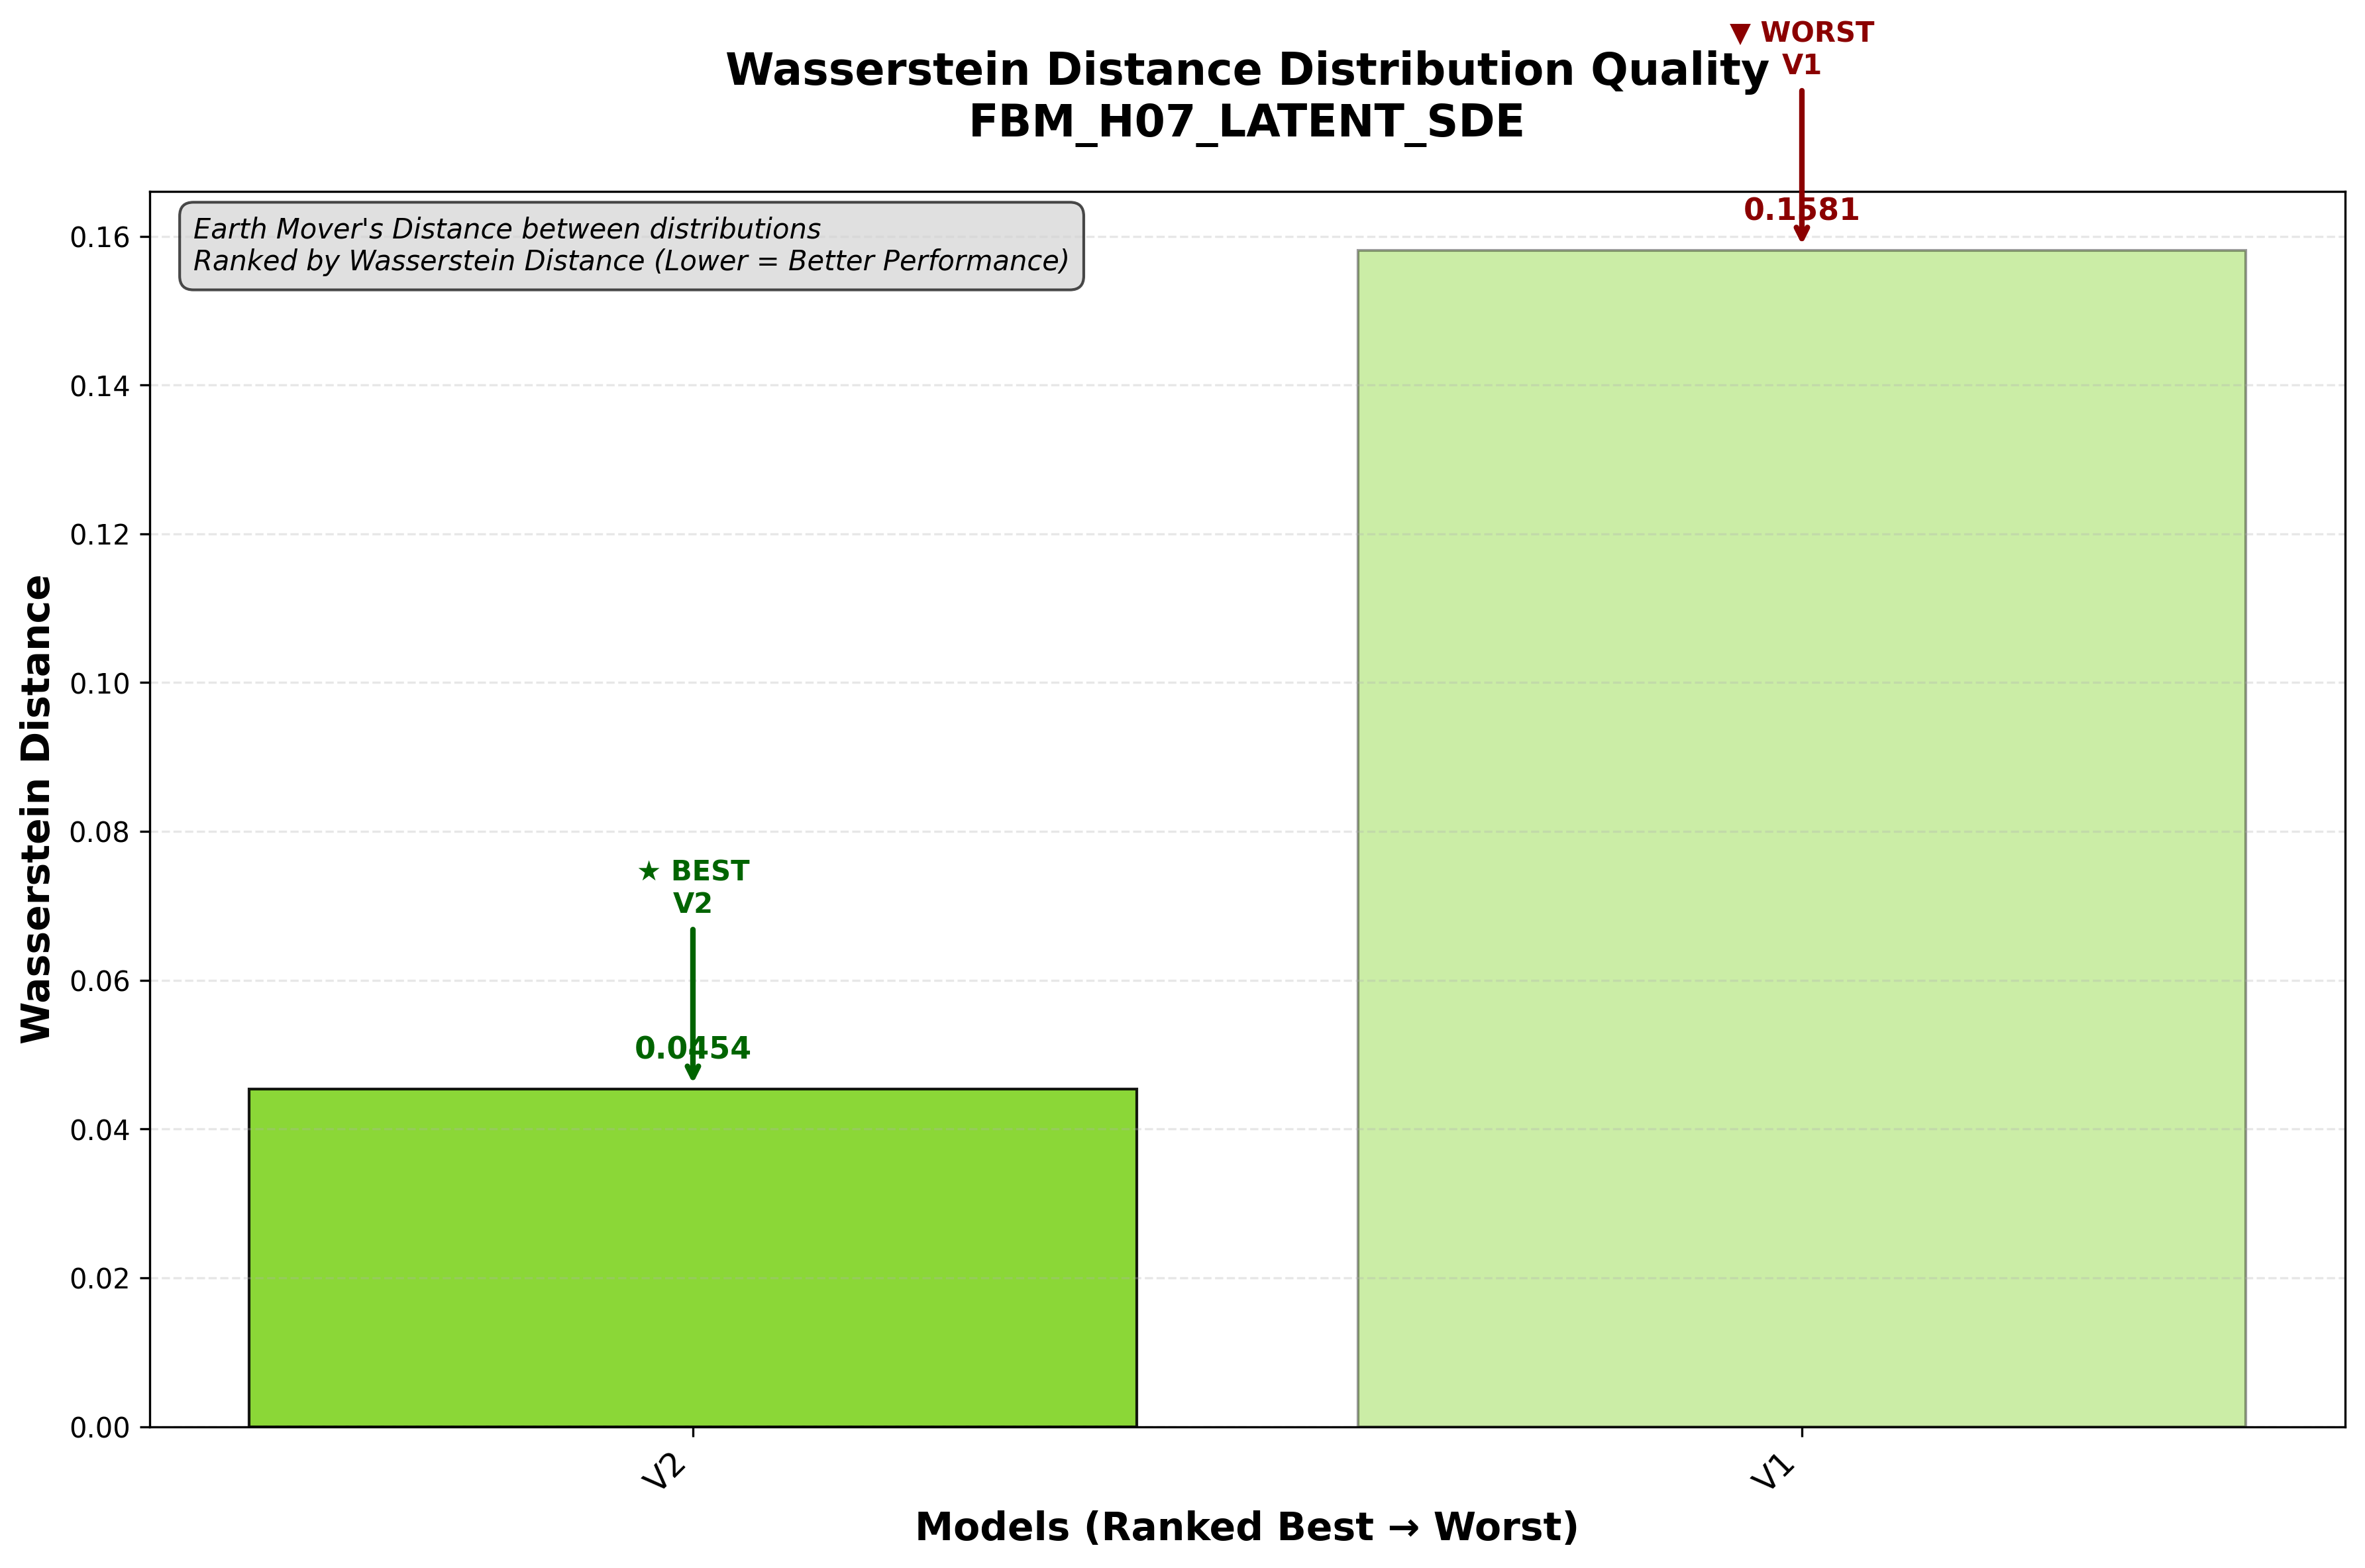 ▼ WORST
V1
Wasserstein Distance Distribution Quality
FBM_H07_LATENT_SDE
Earth Mover's Distance between distributions
Ranked by Wasserstein Distance (Lower = Better Performance)
0.1581
0.16
0.14
0.12
0.10
0.08
0.06
0.04
0.02
0.00
Wasserstein Distance
★ BEST
V2
0.0454
V2
V1
Models (Ranked Best → Worst)